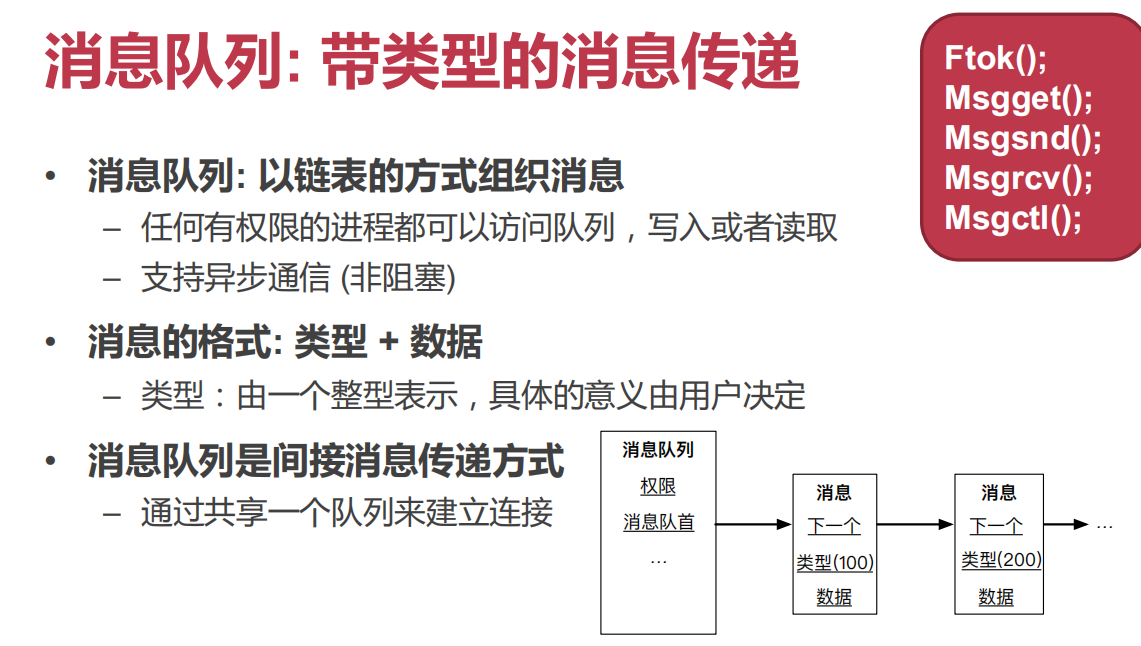 消息队列: 带类型的消息传递
Ftok();
Msgget();
Msgsnd();
Msgrcv();
Msgctl();
• 消息队列: 以链表的方式组织消息
– 任何有权限的进程都可以访问队列，写入或者读取
– 支持异步通信 (非阻塞)
• 消息的格式: 类型 + 数据
– 类型：由一个整型表示，具体的意义由用户决定
• 消息队列是间接消息传递方式
– 通过共享一个队列来建立连接
消息队列
权限
消息队首
...
消息
下一个
类型(100)
数据
消息
下一个
类型(200)
数据
...